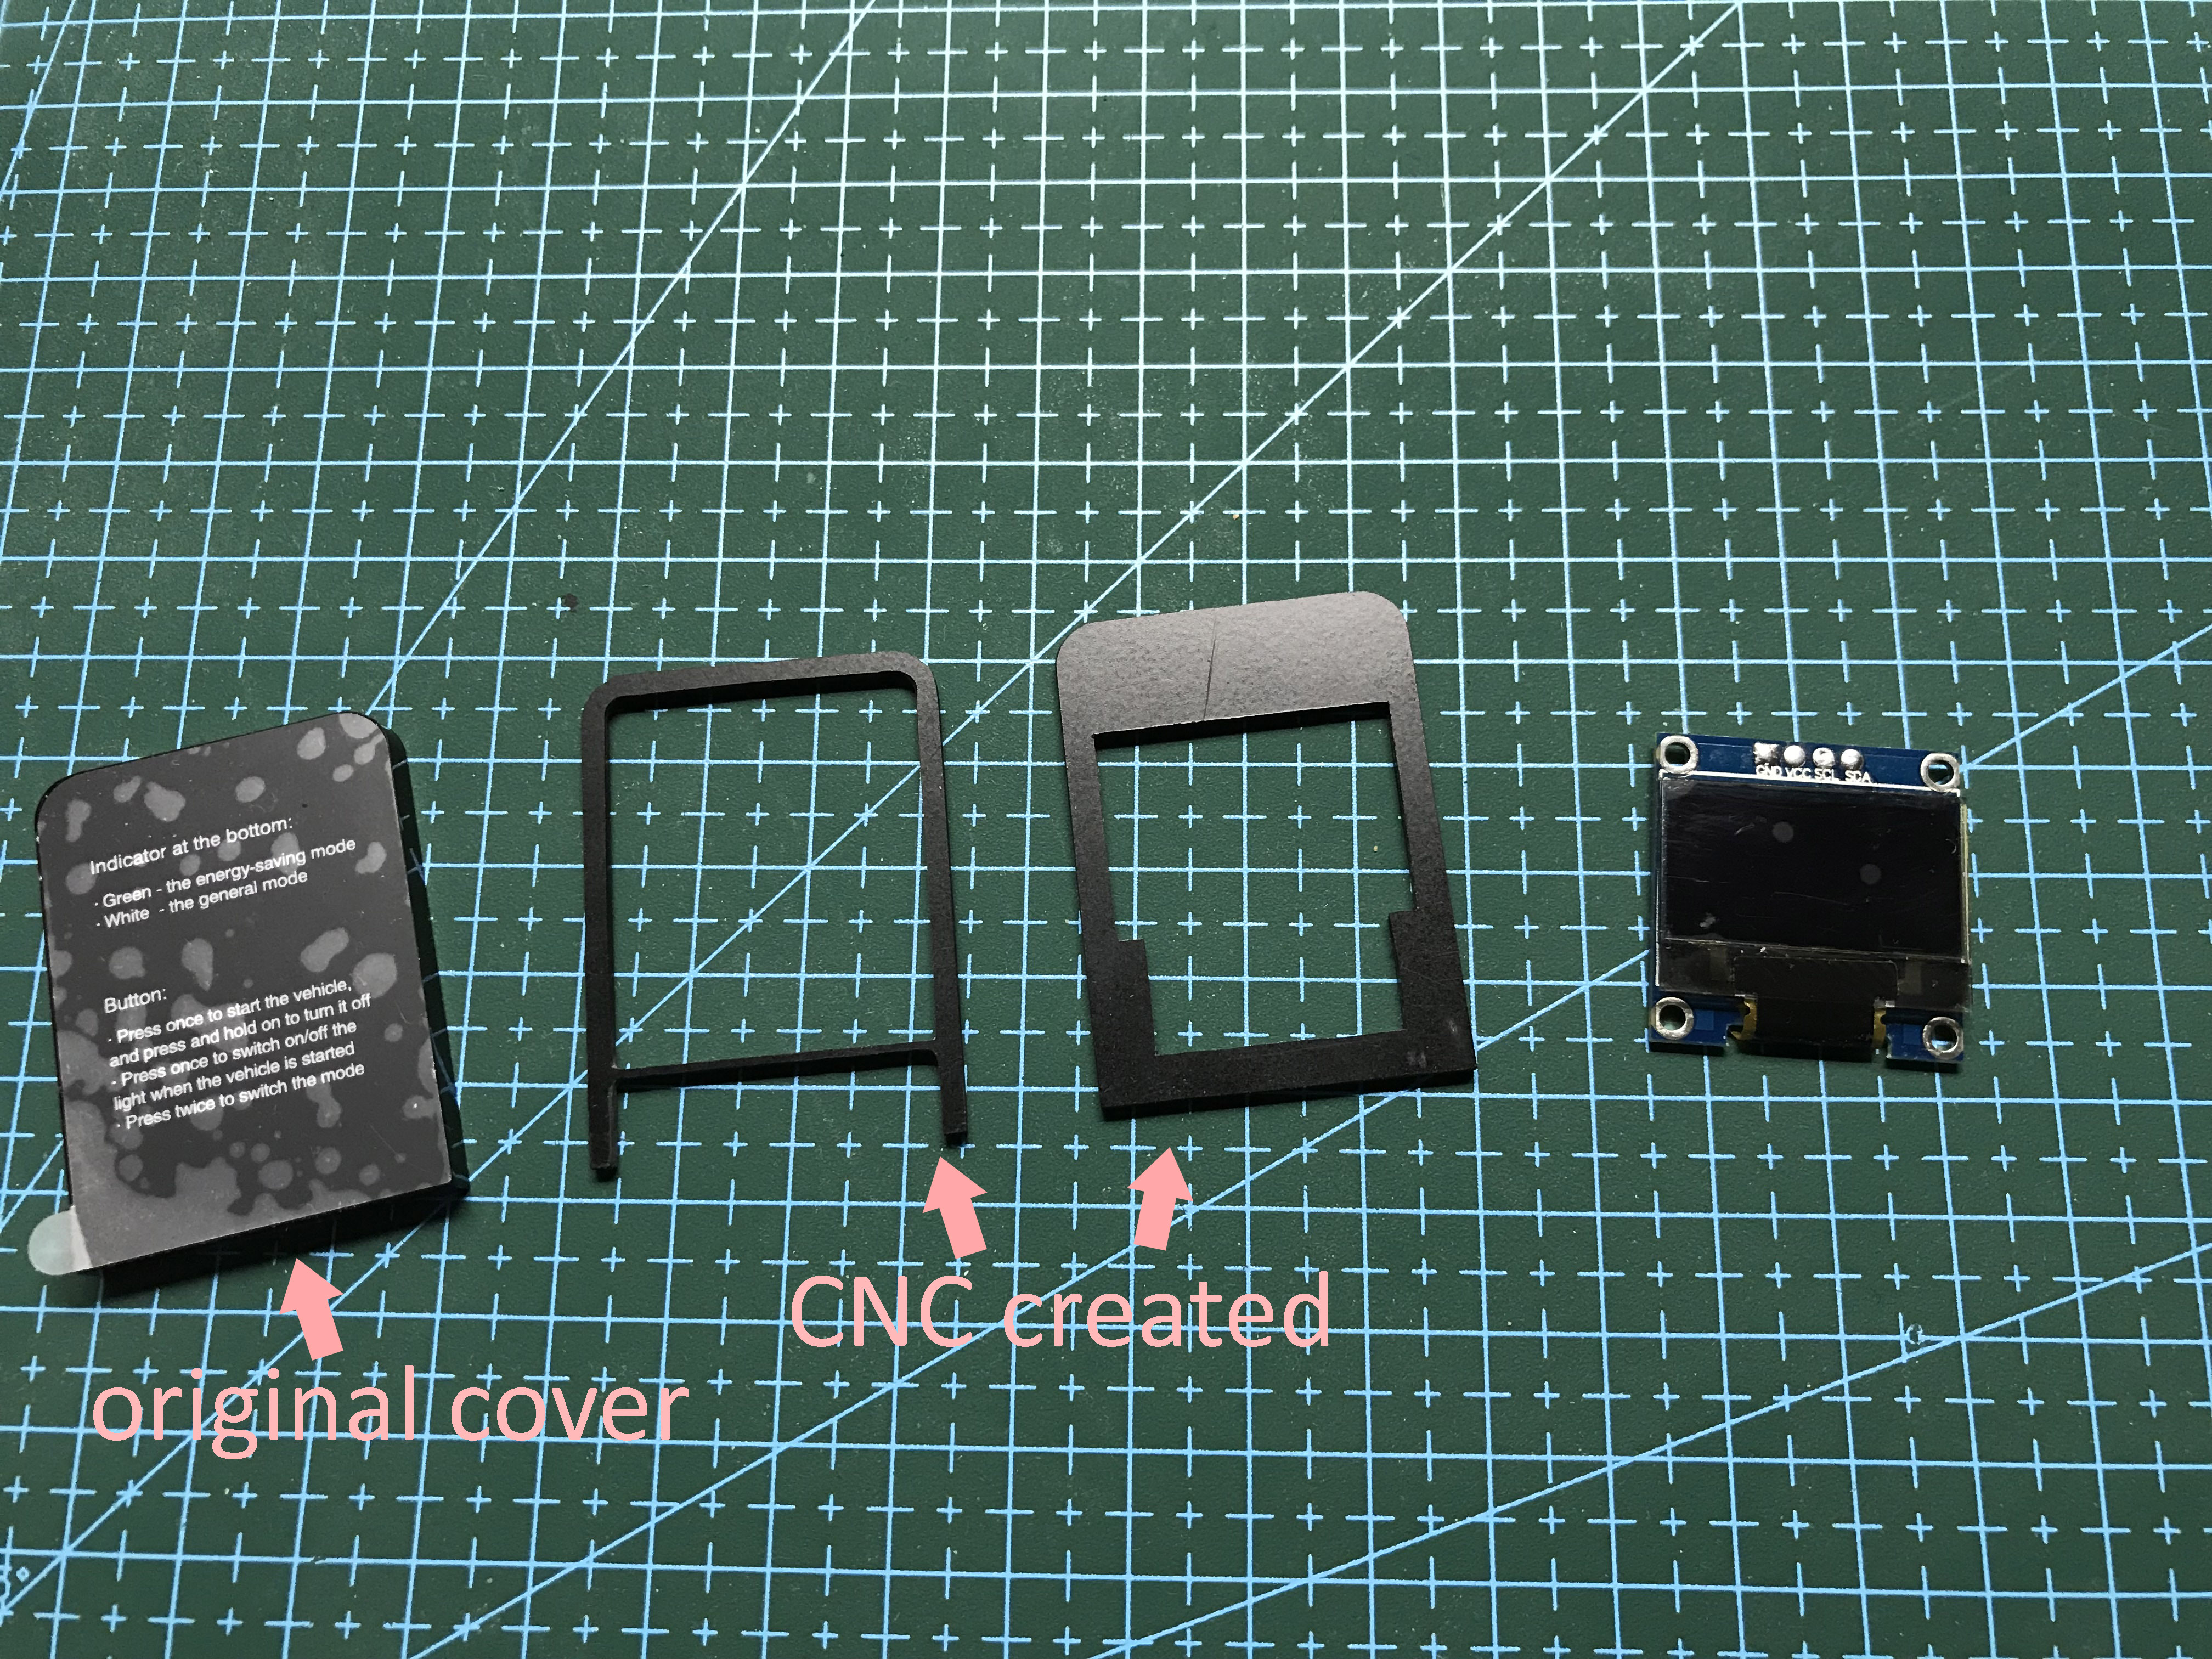 Indicator at the bottom:
· Green - the energy-saving mode
· White - the general mode
Button:
· Press once to start the vehicle,
and press and hold on to turn it off
· Press once to switch on/off the
light when the vehicle is started
· Press twice to switch the mode
GND VCC SCL SDA
CNC created
original cover